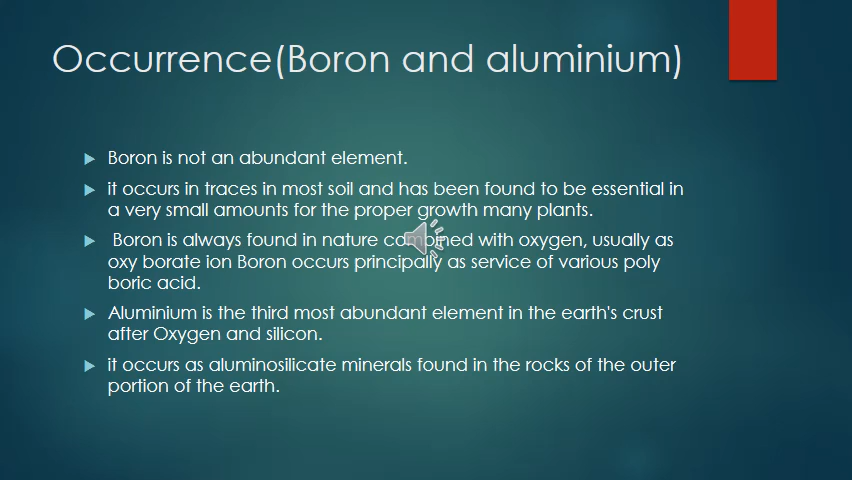 Occurrence(Boron and aluminium)
Boron is not an abundant element.
it occurs in traces in most soil and has been found to be essential in
a very small amounts for the proper growth many plants.
Boron is always found in nature combined with oxygen, usually as
oxy borate ion Boron occurs principally as service of various poly
boric acid.
Aluminium is the third most abundant element in the earth's crust
after Oxygen and silicon.
it occurs as aluminosilicate minerals found in the rocks of the outer
portion of the earth.